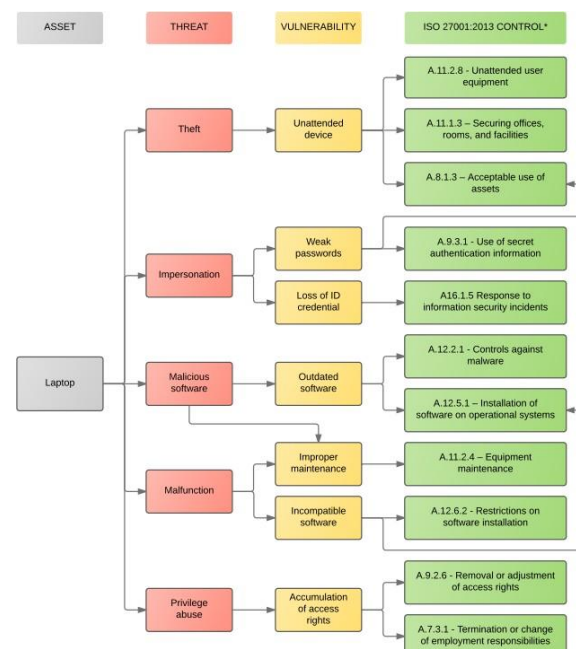 ASSET
THREAT
VULNERABILITY
ISO 27001:2013 CONTROL*
A.11.2.8 - Unattended user
equipment
Theft
Unattended
device
A.11.1.3 – Securing offices,
rooms, and facilities
A.8.1.3 – Acceptable use of
assets
Impersonation
Weak
passwords
A.9.3.1 - Use of secret
authentication information
Loss of ID
credential
A16.1.5 Response to
information security incidents
Laptop
Malicious
software
Outdated
software
A.12.2.1 - Controls against
malware
A.12.5.1 – Installation of
software on operational systems
Malfunction
Improper
maintenance
A.11.2.4 – Equipment
maintenance
Incompatible
software
A.12.6.2 - Restrictions on
software installation
Privilege
abuse
Accumulation
of access
rights
A.9.2.6 - Removal or adjustment
of access rights
A.7.3.1 - Termination or change
of employment responsibilities